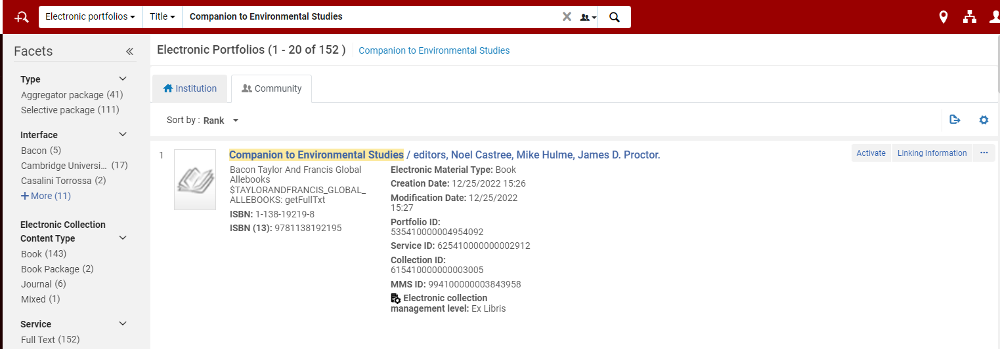 Electronic portfolios Title Companion to Environmental Studies
Facets
Electronic Portfolios (1 - 20 of 152 ) Companion to Environmental Studies
Type
Aggregator package (41)
Selective package (111)
Interface
Bacon (5)
Cambridge Universi... (17)
Casalini Torrossa (2)
More (11)
Electronic Collection
Content Type
Book (143)
Book Package (2)
Journal (6)
Mixed (1)
Service
Full Text (152)
Institution Community
Sort by : Rank
1 Companion to Environmental Studies / editors, Noel Castree, Mike Hulme, James D. Proctor.
Activate Linking Information
Bacon Taylor And Francis Global
Allebooks
$TAYLORANDFRANCIS_GLOBAL_
ALLEBOOKS: getFullTxt
ISBN: 1-138-19219-8
ISBN (13): 9781138192195
Electronic Material Type: Book
Creation Date: 12/25/2022 15:26
Modification Date: 12/25/2022
15:27
Portfolio ID:
535410000004954092
Service ID: 625410000000002912
Collection ID:
615410000000003005
MMS ID: 994100000003843958
Electronic collection
management level: Ex Libris